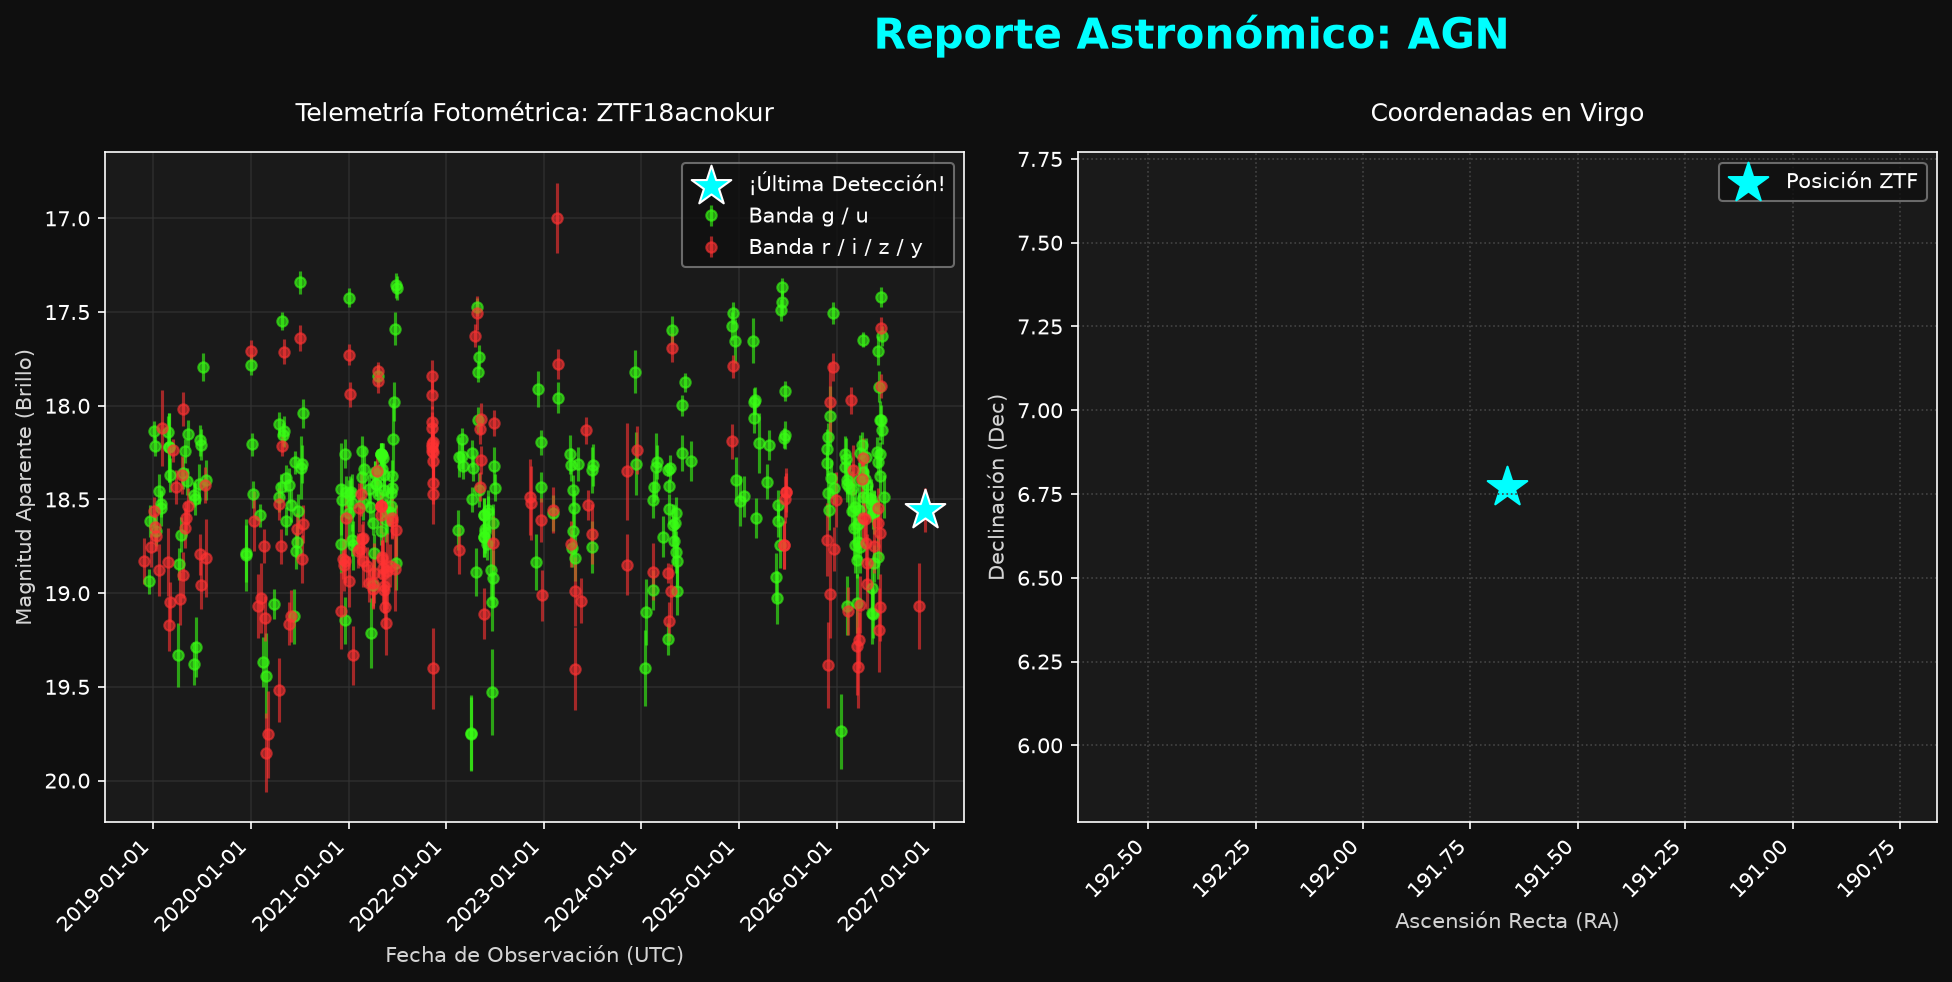 Reporte Astronómico: AGN
Telemetría Fotométrica: ZTF18acnokur
¡Última Detección!
Banda g / u
Banda r / i / z / y
Magnitud Aparente (Brillo)
17.0
17.5
18.0
18.5
19.0
19.5
20.0
2019-01-01
2020-01-01
2021-01-01
2022-01-01
2023-01-01
2024-01-01
2025-01-01
2026-01-01
2027-01-01
Fecha de Observación (UTC)
Coordenadas en Virgo
Posición ZTF
Declinación (Dec)
7.75
7.50
7.25
7.00
6.75
6.50
6.25
6.00
192.50
192.25
192.00
191.75
191.50
191.25
191.00
190.75
Ascensión Recta (RA)